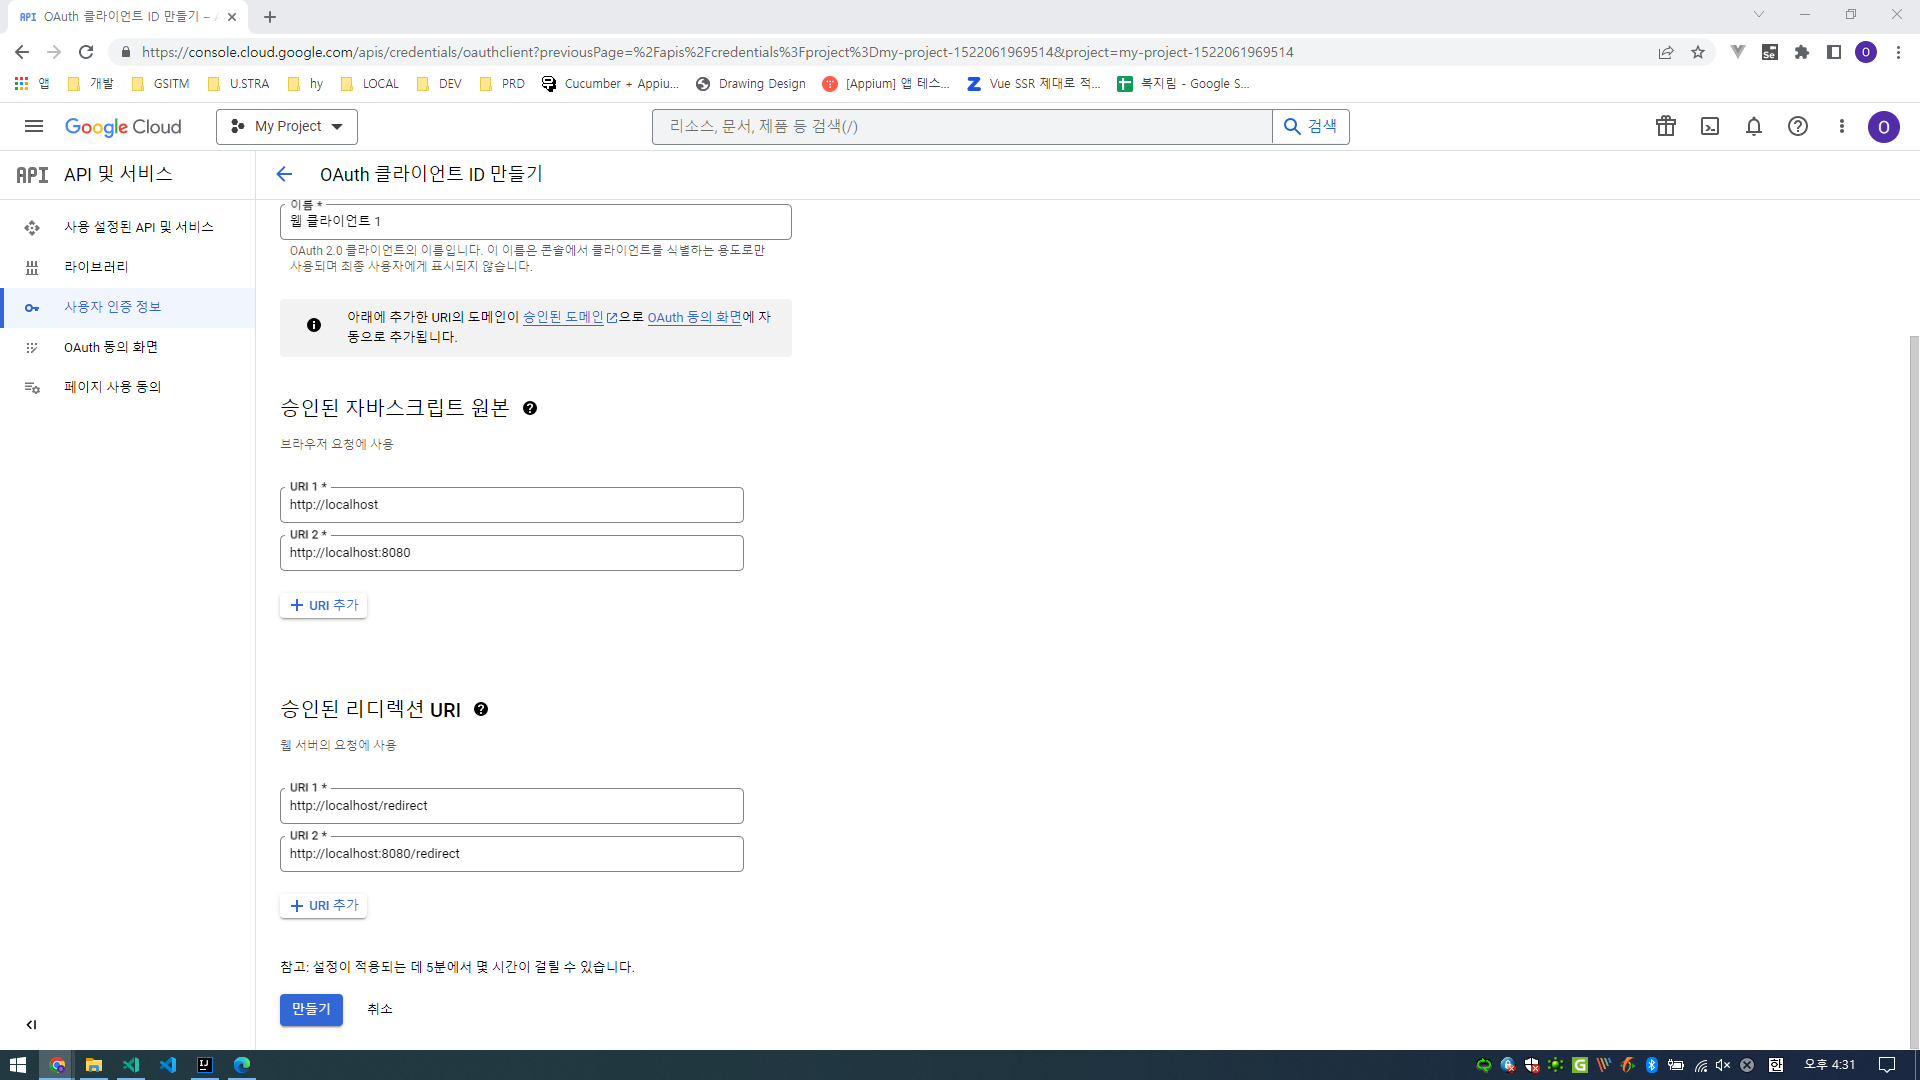 API OAuth 클라이언트 ID 만들기 –
https://console.cloud.google.com/apis/credentials/oauthclient?previousPage=%2Fapis%2Fcredentials%3Fproject%3Dmy-project-1522061969514&project=my-project-1522061969514
Se
O
앱 개발 GSITM U.STRA hy LOCAL DEV PRD Cucumber + Appiu... Drawing Design [Appium] 앱 테스... Vue SSR 제대로 적... 복지림 - Google S...
Google Cloud My Project 리소스, 문서, 제품 등 검색(/) 검색 O
API API 및 서비스
OAuth 클라이언트 ID 만들기
사용 설정된 API 및 서비스
라이브러리
사용자 인증 정보
OAuth 동의 화면
페이지 사용 동의
이름 *
웹 클라이언트 1
OAuth 2.0 클라이언트의 이름입니다. 이 이름은 콘솔에서 클라이언트를 식별하는 용도로만
사용되며 최종 사용자에게 표시되지 않습니다.
아래에 추가한 URI의 도메인이 승인된 도메인으로 OAuth 동의 화면에 자
동으로 추가됩니다.
승인된 자바스크립트 원본
브라우저 요청에 사용
URI 1 *
http://localhost
URI 2 *
http://localhost:8080
URI 추가
승인된 리디렉션 URI
웹 서버의 요청에 사용
URI 1 *
http://localhost/redirect
URI 2 *
http://localhost:8080/redirect
URI 추가
참고: 설정이 적용되는 데 5분에서 몇 시간이 걸릴 수 있습니다.
만들기 취소
IJ
G
한
오후 4:31